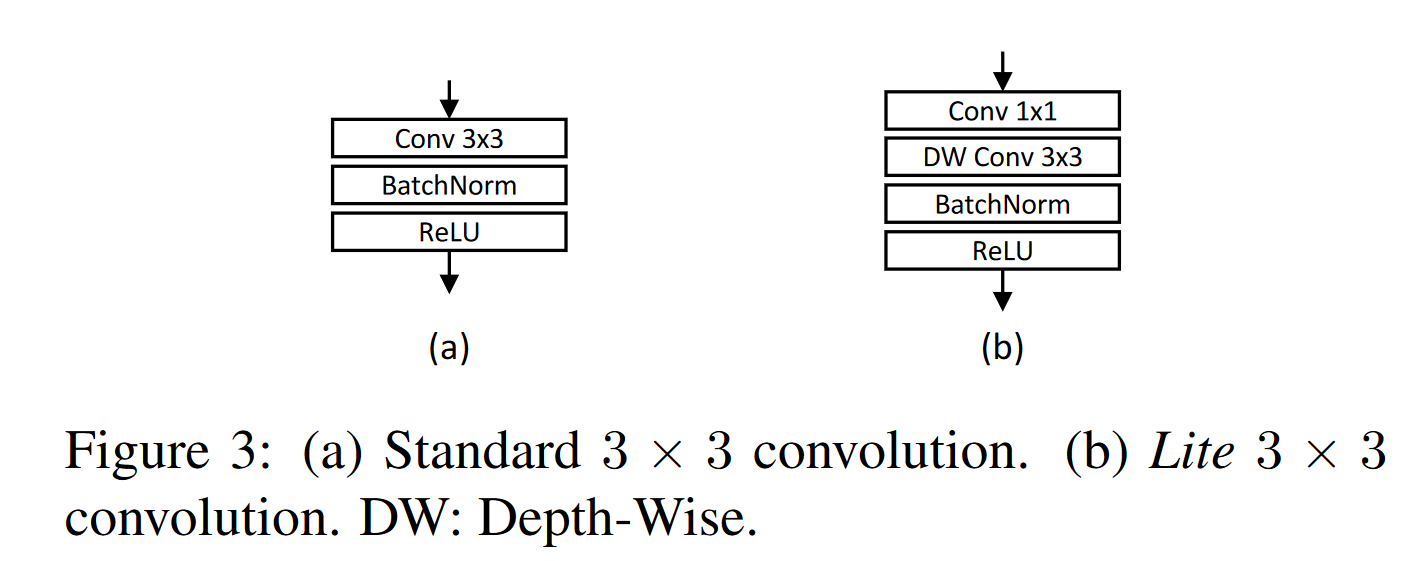 Conv 3x3
BatchNorm
ReLU
(a)
Conv 1x1
DW Conv 3x3
BatchNorm
ReLU
(b)
Figure 3: (a) Standard 3 × 3 convolution. (b) Lite 3 × 3
convolution. DW: Depth-Wise.